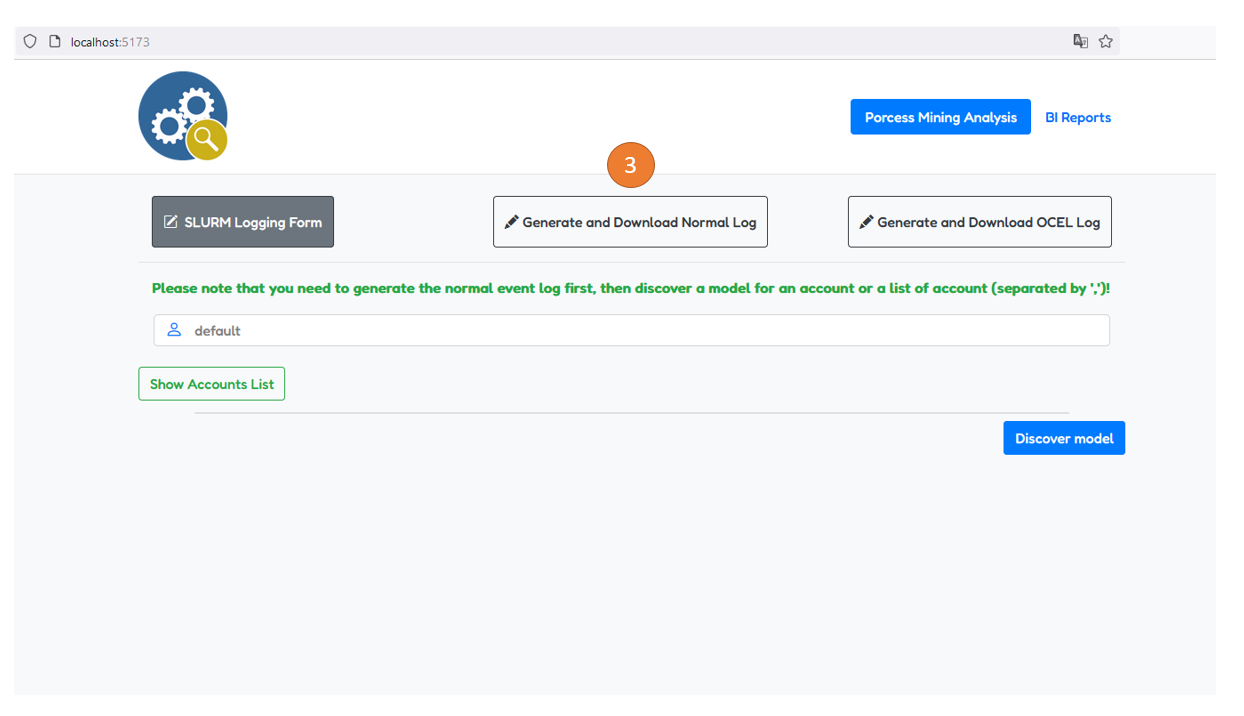 localhost:5173
Porcess Mining Analysis
BI Reports
3
SLURM Logging Form
Generate and Download Normal Log
Generate and Download OCEL Log
Please note that you need to generate the normal event log first, then discover a model for an account or a list of account (separated by ',')!
default
Show Accounts List
Discover model